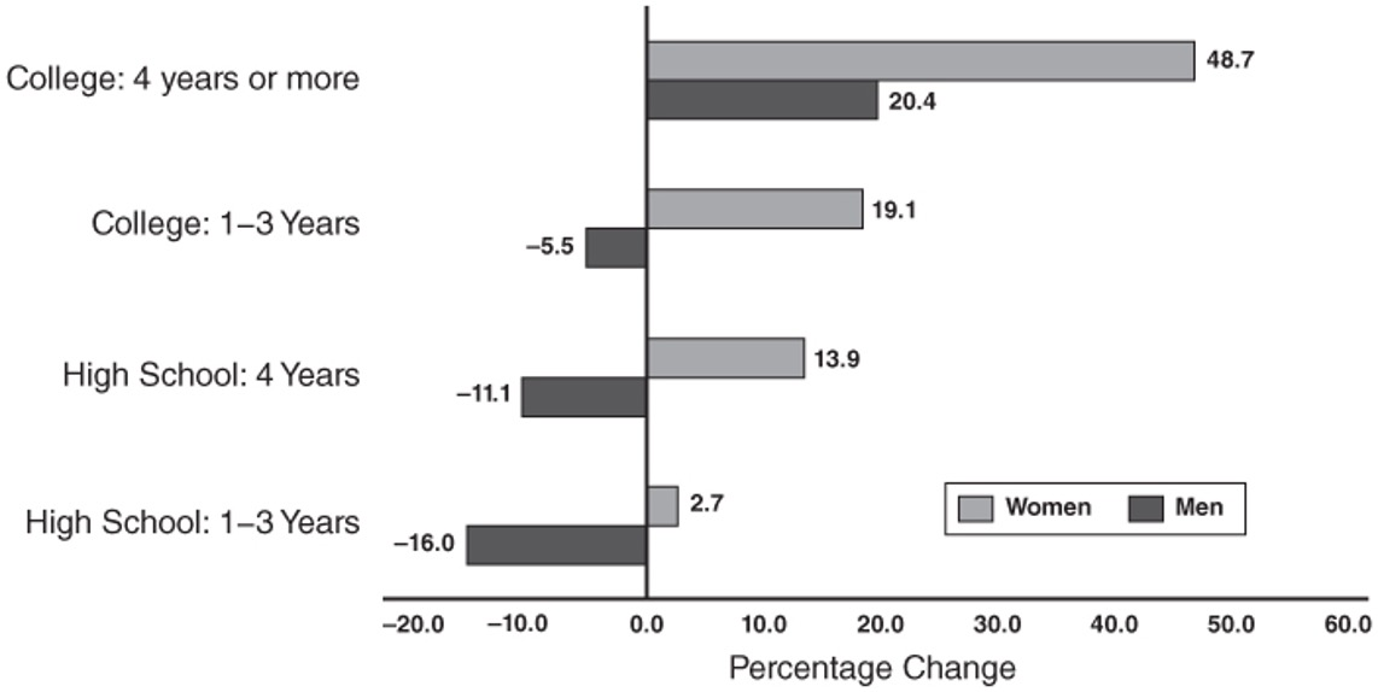 College: 4 years or more
48.7
20.4
College: 1–3 Years
19.1
–5.5
High School: 4 Years
13.9
–11.1
High School: 1–3 Years
2.7
–16.0
Women Men
–20.0 –10.0 0.0 10.0 20.0 30.0 40.0 50.0 60.0
Percentage Change